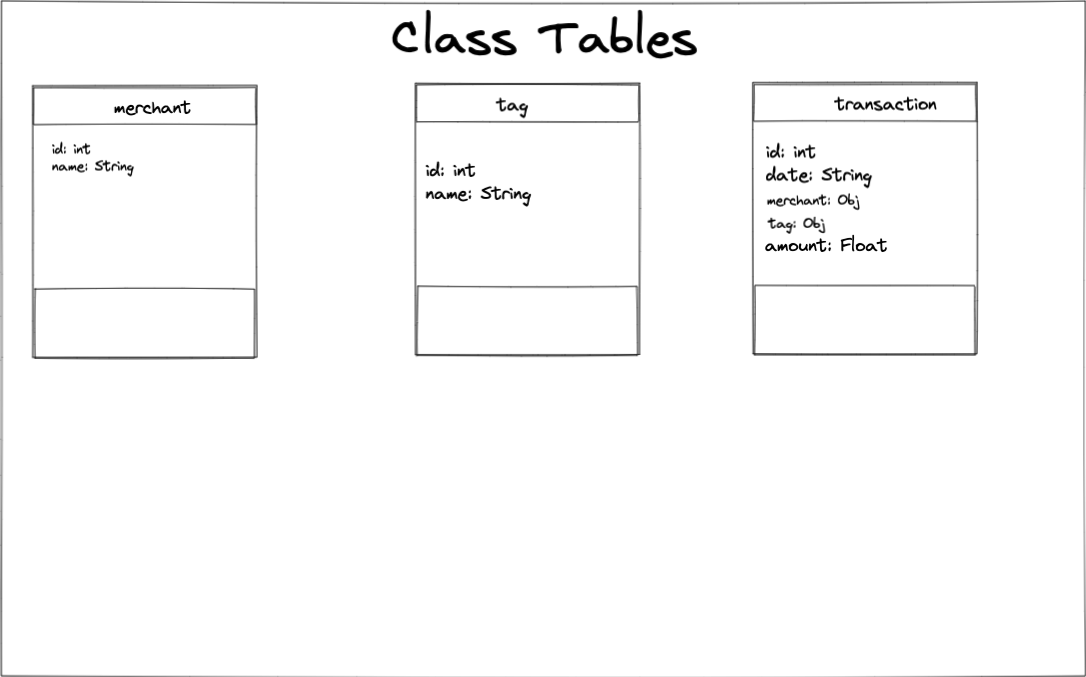 Class Tables
merchant
id: int
name: String
tag
id: int
name: String
transaction
id: int
date: String
merchant: Obj
tag: Obj
amount: Float